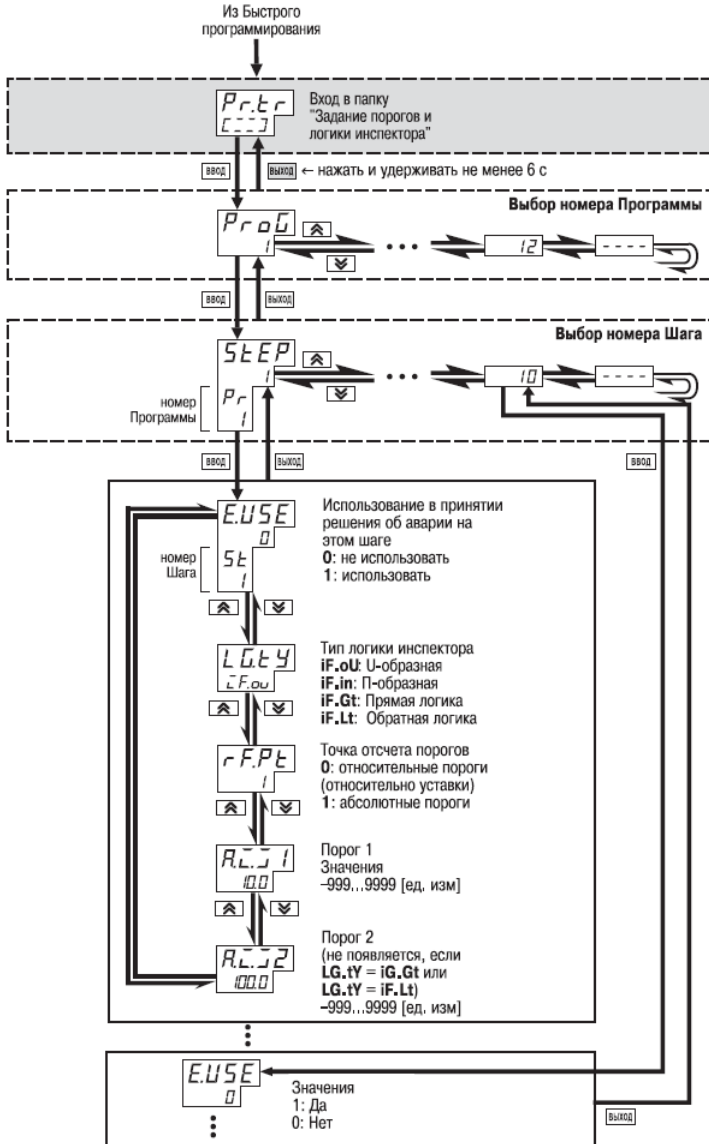 Из Быстрого
программирования
Pr.tr
[---]
Вход в папку
"Задание порогов и
логики инспектора"
ввод
выход
← нажать и удерживать не менее 6 с
Выбор номера Программы
ProG
1
• • •
12
- - - -
ввод
выход
Выбор номера Шага
StEP
1
• • •
10
- - - -
номер
Программы
Pr
1
ввод
выход
ввод
E.USE
0
Использование в принятии
решения об аварии на
этом шаге
0: не использовать
1: использовать
номер
Шага
St
1
LG.tY
iF.ou
Тип логики инспектора
iF.oU: U-образная
iF.in: П-образная
iF.Gt: Прямая логика
iF.Lt: Обратная логика
rF.Pt
1
Точка отсчета порогов
0: относительные пороги
(относительно уставки)
1: абсолютные пороги
10.0
Порог 1
Значения
–999...9999 [ед. изм]
100.0
Порог 2
(не появляется, если
LG.tY = iG.Gt или
LG.tY = iF.Lt)
–999...9999 [ед. изм]
E.USE
0
Значения
1: Да
0: Нет
выход